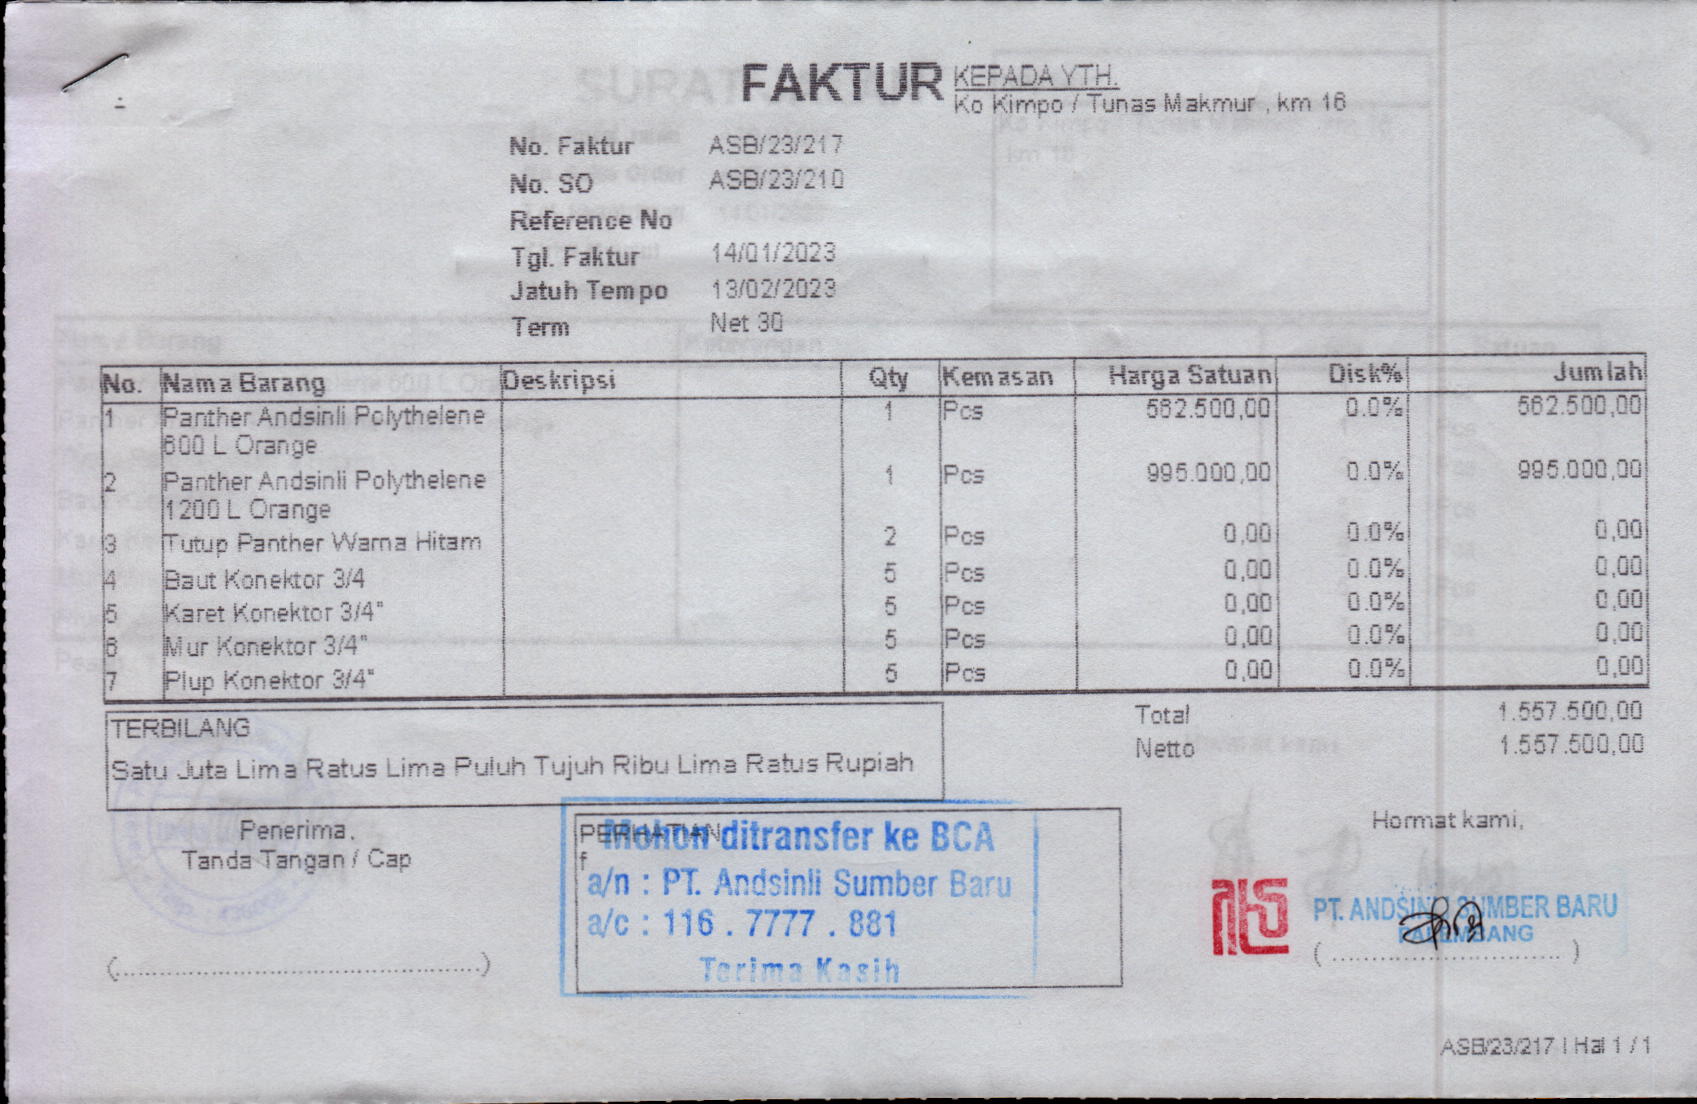 FAKTUR
KEPADA YTH.
Ko Kimpo / Tunas Makmur , km 16
No. Faktur ASB/23/217
No. SO ASB/23/210
Reference No
Tgl. Faktur 14/01/2023
Jatuh Tempo 13/02/2023
Term Net 30
No. Nama Barang Deskripsi Qty Kemasan Harga Satuan Disk% Jumlah
1 Panther Andsinli Polythelene 1 Pcs 562.500,00 0.0% 562.500,00
600 L Orange
2 Panther Andsinli Polythelene 1 Pcs 995.000,00 0.0% 995.000,00
1200 L Orange
3 Tutup Panther Warna Hitam 2 Pcs 0,00 0.0% 0,00
4 Baut Konektor 3/4 5 Pcs 0,00 0.0% 0,00
5 Karet Konektor 3/4" 5 Pcs 0,00 0.0% 0,00
6 Mur Konektor 3/4" 5 Pcs 0,00 0.0% 0,00
7 Plup Konektor 3/4" 5 Pcs 0,00 0.0% 0,00
Total 1.557.500,00
Netto 1.557.500,00
TERBILANG
Satu Juta Lima Ratus Lima Puluh Tujuh Ribu Lima Ratus Rupiah
Penerima,
Tanda Tangan / Cap
(................................................)
PERHATIAN
f
Mohon ditransfer ke BCA
a/n : PT. Andsinli Sumber Baru
a/c : 116 . 7777 . 881
Terima Kasih
Hormat kami,
PT. ANDSINLI SUMBER BARU
PALEMBANG
( .............................. )
ASB/23/217 | Hal 1 / 1